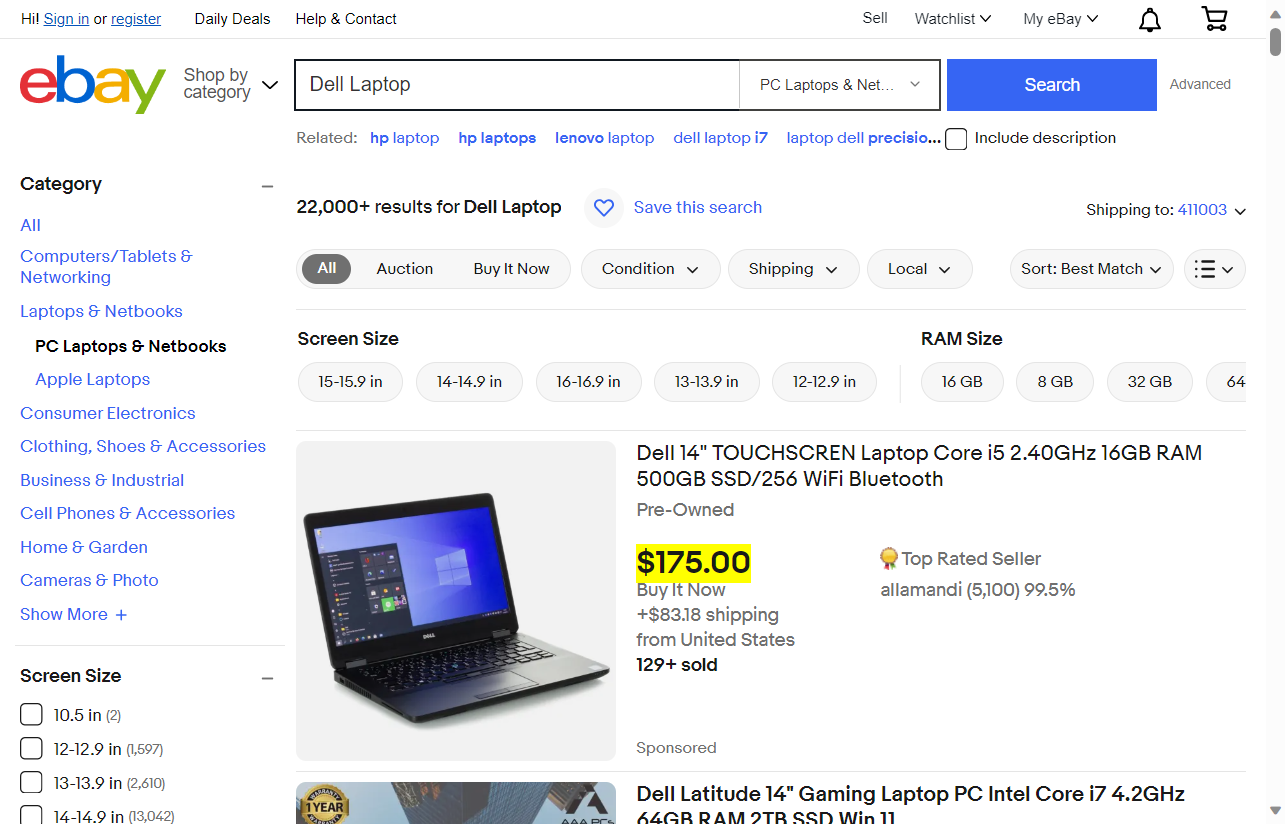 Hi! Sign in or register
Daily Deals
Help & Contact
Sell
Watchlist
My eBay
ebay
Shop by
category
Dell Laptop
PC Laptops & Net...
Search
Advanced
Related: hp laptop hp laptops lenovo laptop dell laptop i7 laptop dell precisio...
Include description
Category
All
Computers/Tablets &
Networking
Laptops & Netbooks
PC Laptops & Netbooks
Apple Laptops
Consumer Electronics
Clothing, Shoes & Accessories
Business & Industrial
Cell Phones & Accessories
Home & Garden
Cameras & Photo
Show More +
Screen Size
10.5 in (2)
12-12.9 in (1,597)
13-13.9 in (2,610)
14-14.9 in (13,042)
22,000+ results for Dell Laptop
Save this search
Shipping to: 411003
All
Auction
Buy It Now
Condition
Shipping
Local
Sort: Best Match
Screen Size
15-15.9 in
14-14.9 in
16-16.9 in
13-13.9 in
12-12.9 in
RAM Size
16 GB
8 GB
32 GB
64
DELL
Dell 14" TOUCHSCREN Laptop Core i5 2.40GHz 16GB RAM
500GB SSD/256 WiFi Bluetooth
Pre-Owned
$175.00
Buy It Now
+$83.18 shipping
from United States
129+ sold
Top Rated Seller
allamandi (5,100) 99.5%
Sponsored
WARRANTY
1 YEAR
AAA PCs
Dell Latitude 14" Gaming Laptop PC Intel Core i7 4.2GHz
64GB RAM 2TB SSD Win 11